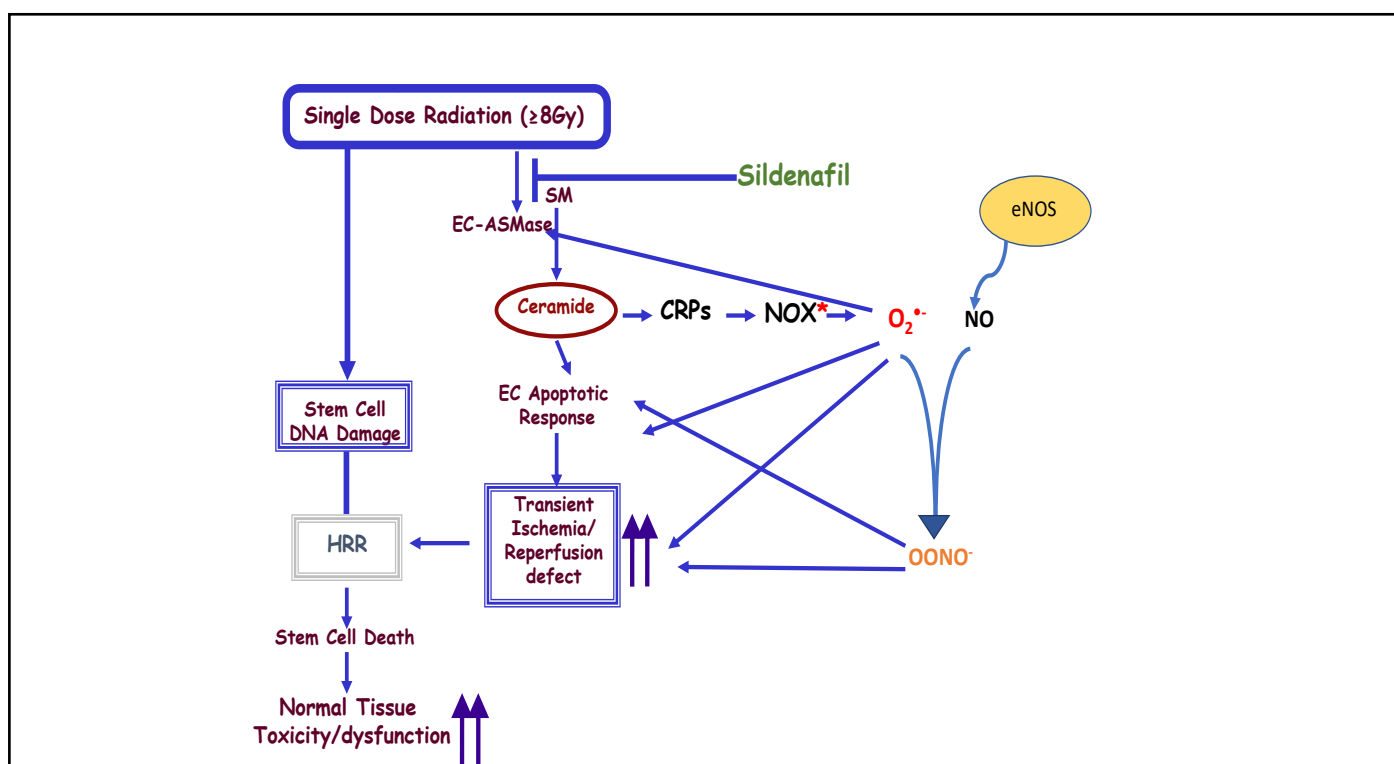 Single Dose Radiation (≥8Gy)
Sildenafil
SM
EC-ASMase
eNOS
Ceramide
CRPs
NOX*
O₂•-
NO
EC Apoptotic
Response
Stem Cell
DNA Damage
Transient
Ischemia/
Reperfusion
defect
HRR
OONO-
Stem Cell Death
Normal Tissue
Toxicity/dysfunction